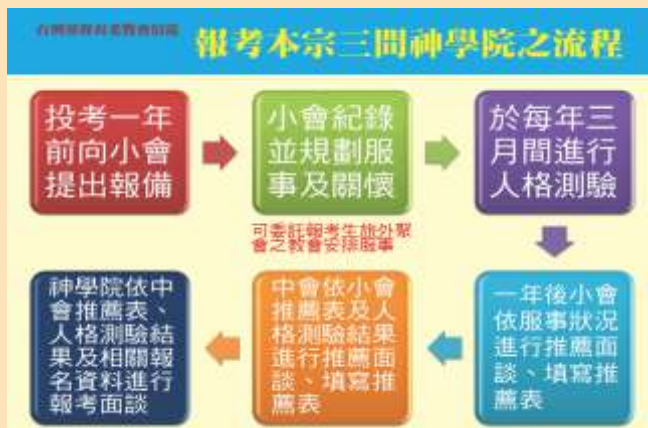 報考本宗三間神學院之流程
投考一年
前向小會
提出報備
小會紀錄
並規劃服
事及關懷
可委託報考生旅外聚
會之教會安排服事
於每年三
月間進行
人格測驗
一年後小會
依服事狀況
進行推薦面
談、填寫推
薦表
中會依小會
推薦表及人
格測驗結果
進行推薦面
談、填寫推
薦表
神學院依中
會推薦表、
人格測驗結
果及相關報
名資料進行
報考面談